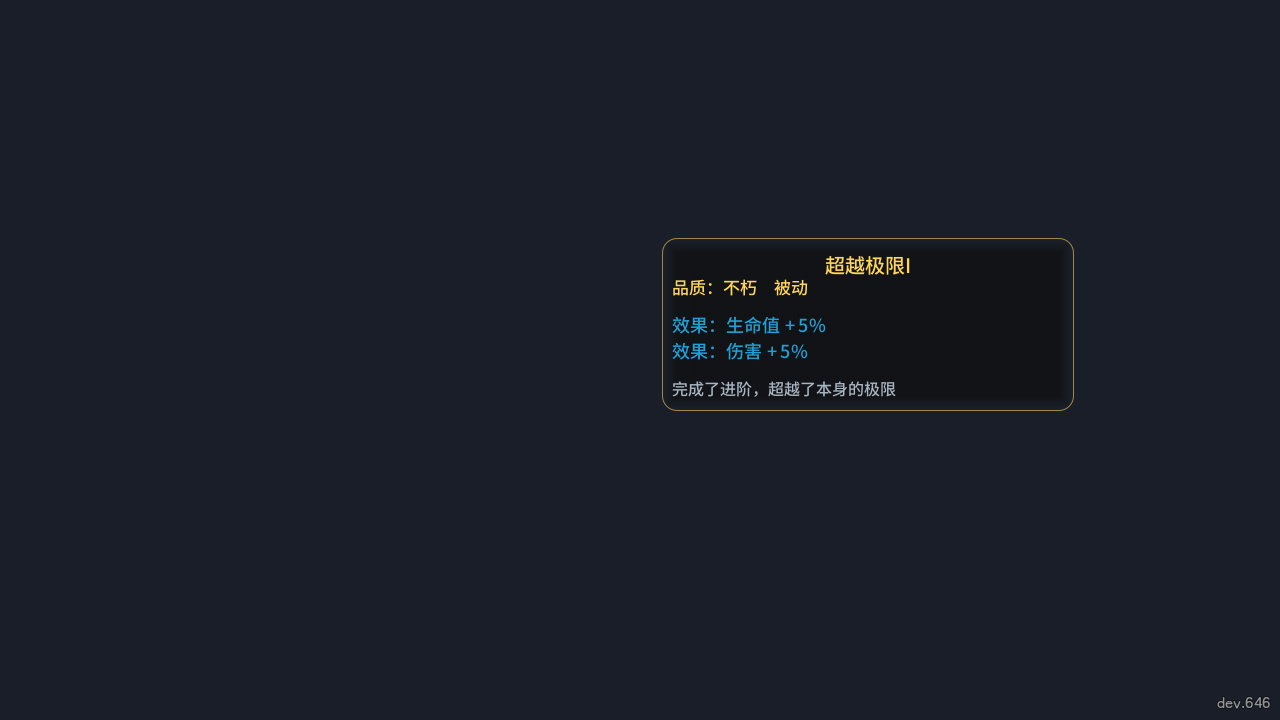 超越极限I
品质：不朽　被动
效果：生命值 +5%
效果：伤害 +5%
完成了进阶，超越了本身的极限
dev.646